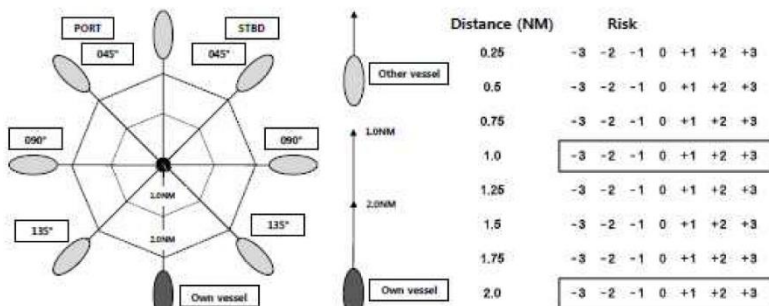 PORT
STBD
045°
045°
090°
090°
135°
135°
1.0NM
2.0NM
Own vessel
Other vessel
1.0NM
2.0NM
Own vessel
Distance (NM) Risk
0.25 -3 -2 -1 0 +1 +2 +3
0.5 -3 -2 -1 0 +1 +2 +3
0.75 -3 -2 -1 0 +1 +2 +3
1.0 -3 -2 -1 0 +1 +2 +3
1.25 -3 -2 -1 0 +1 +2 +3
1.5 -3 -2 -1 0 +1 +2 +3
1.75 -3 -2 -1 0 +1 +2 +3
2.0 -3 -2 -1 0 +1 +2 +3